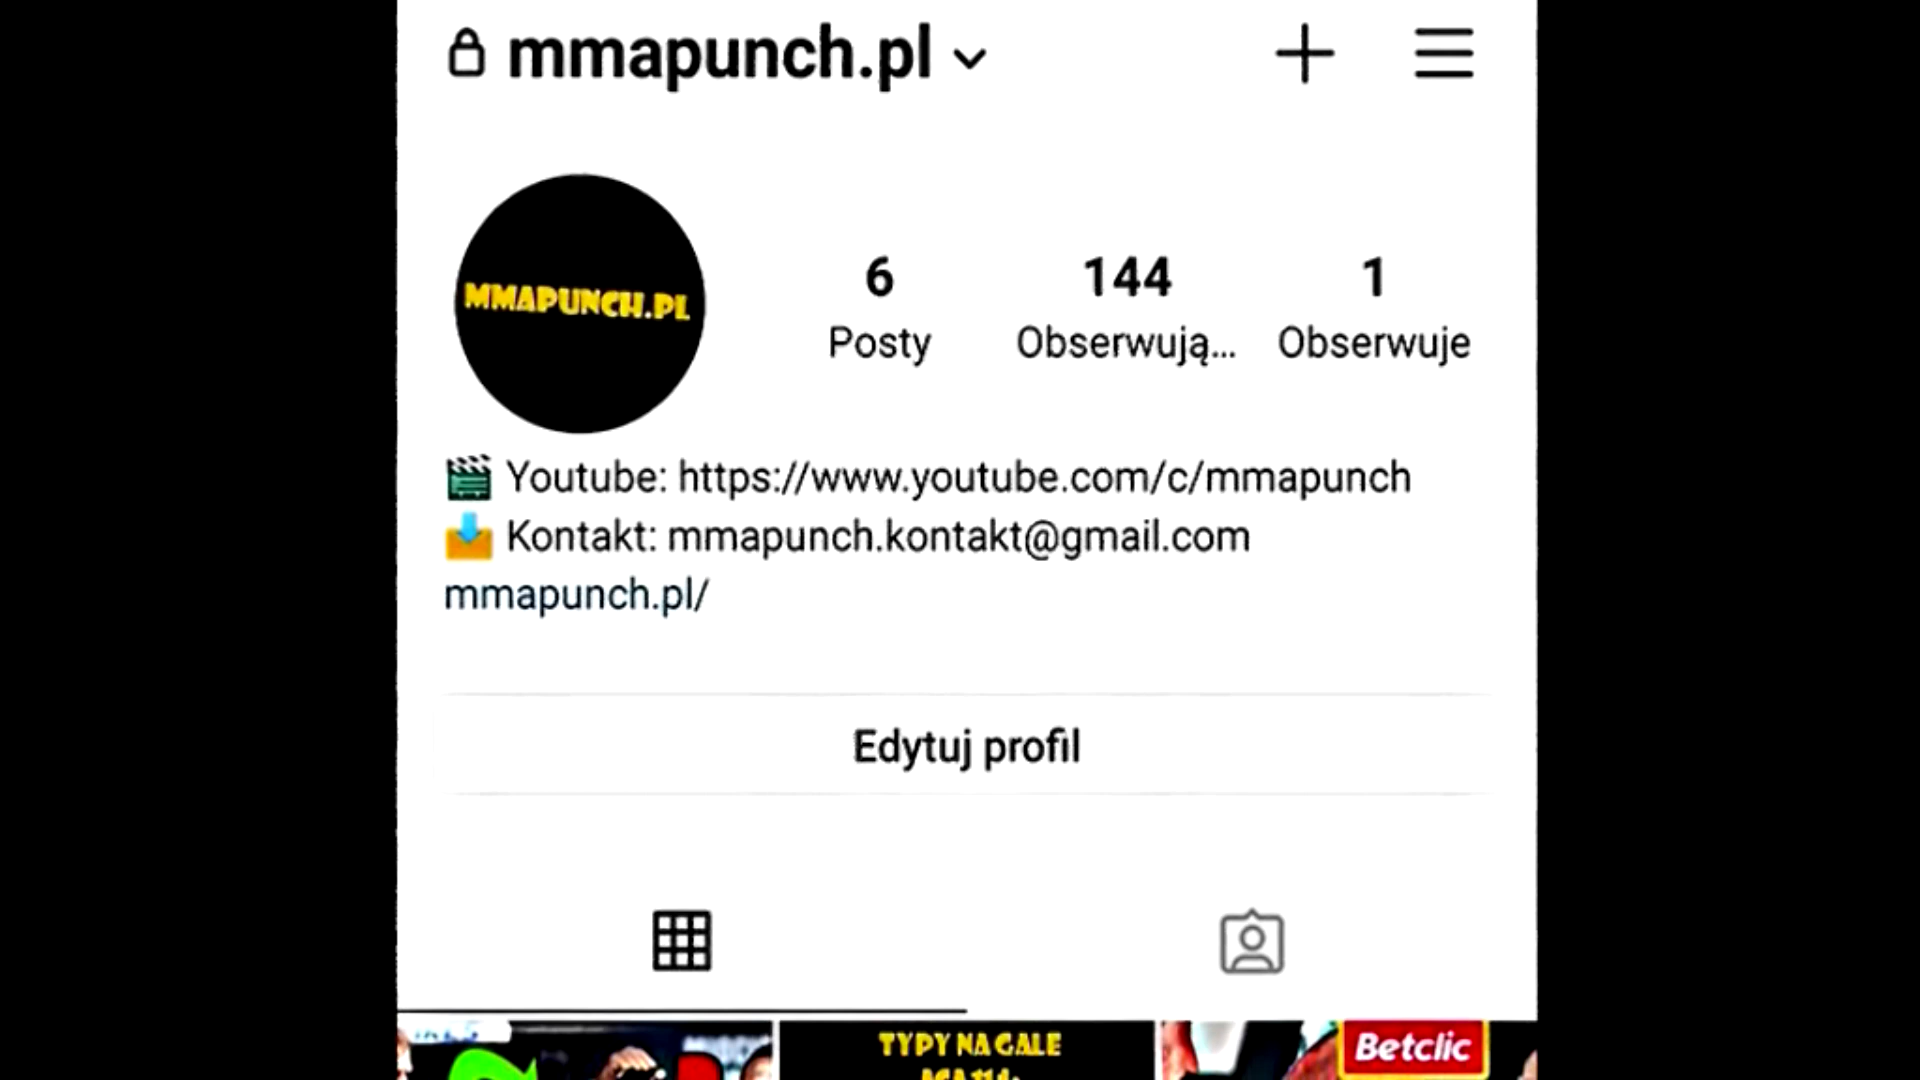 mmapunch.pl
MMAPUNCH.PL
6 144 1
Posty Obserwują... Obserwuje
Youtube: https://www.youtube.com/c/mmapunch
Kontakt: mmapunch.kontakt@gmail.com
mmapunch.pl/
Edytuj profil
TYPY NA GALE
Betclic